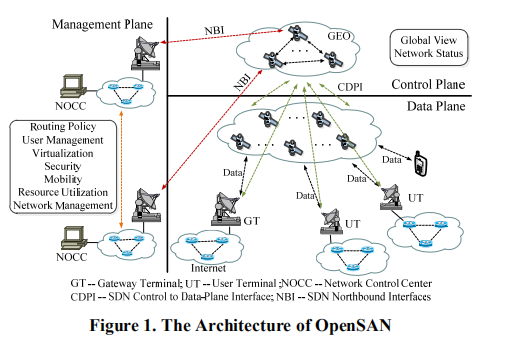 Management Plane
NBI
GEO
Global View
Network Status
NOCC
NBI
CDPI
Control Plane
Data Plane
Routing Policy
User Management
Virtualization
Security
Mobility
Resource Utilization
Network Management
Data
Data
Data
GT
UT
UT
NOCC
Internet
GT -- Gateway Terminal; UT -- User Terminal ;NOCC -- Network Control Center
CDPI -- SDN Control to Data-Plane Interface; NBI -- SDN Northbound Interfaces
Figure 1. The Architecture of OpenSAN